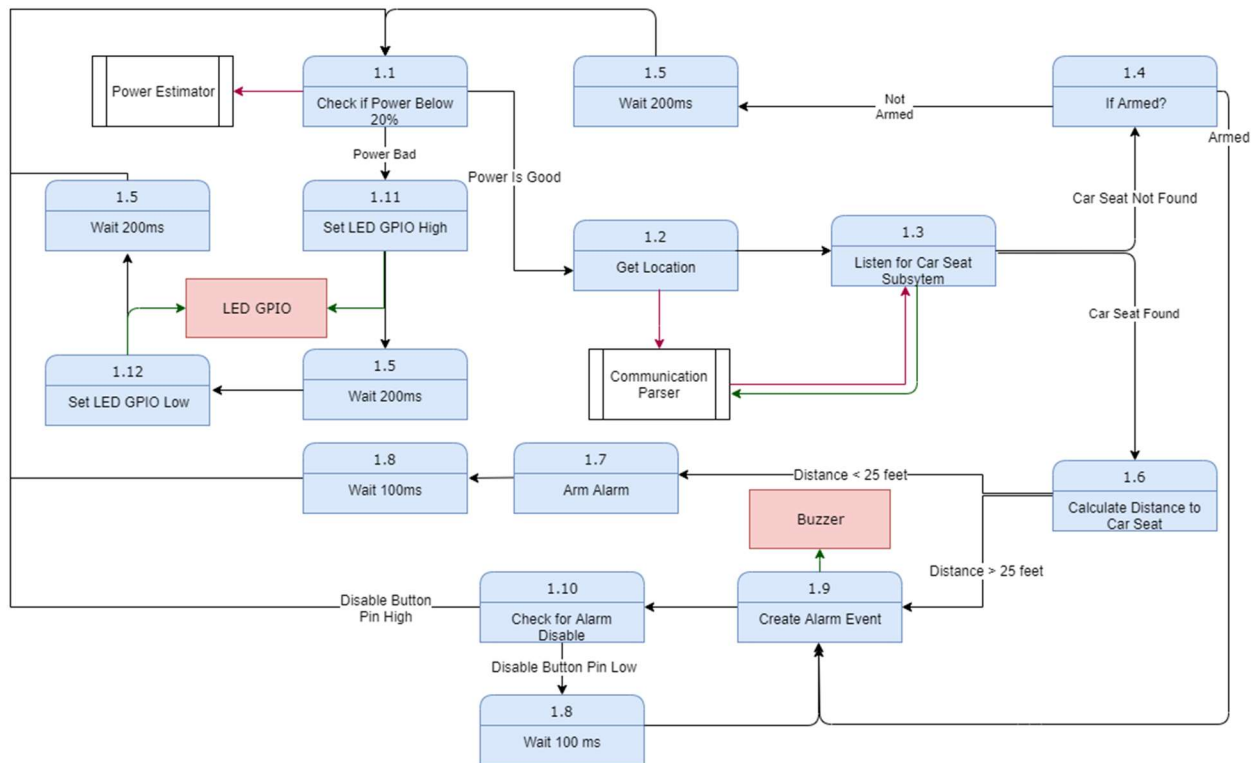 1.1
Check if Power Below
20%
Power Estimator
1.5
Wait 200ms
1.4
If Armed?
Not
Armed
Armed
Power Bad
Power Is Good
1.5
Wait 200ms
1.11
Set LED GPIO High
1.2
Get Location
1.3
Listen for Car Seat
Subsytem
Car Seat Not Found
Car Seat Found
LED GPIO
1.12
Set LED GPIO Low
1.5
Wait 200ms
Communication
Parser
1.8
Wait 100ms
1.7
Arm Alarm
Distance < 25 feet
1.6
Calculate Distance to
Car Seat
Buzzer
Distance > 25 feet
Disable Button
Pin High
1.10
Check for Alarm
Disable
1.9
Create Alarm Event
Disable Button Pin Low
1.8
Wait 100 ms